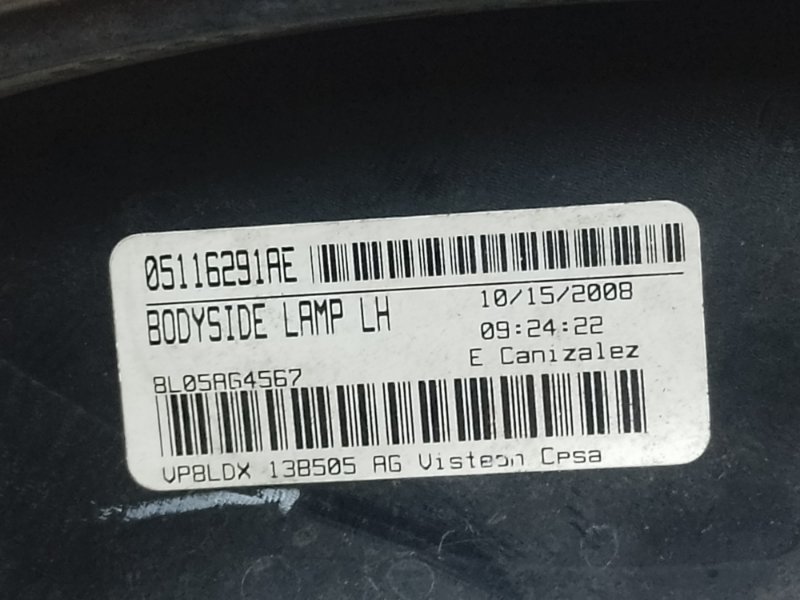 05116291AE
BODYSIDE LAMP LH
10/15/2008
09:24:22
E Canizalez
8L05AG4567
VP8LDX 13B505 AG Visteon Cpsa